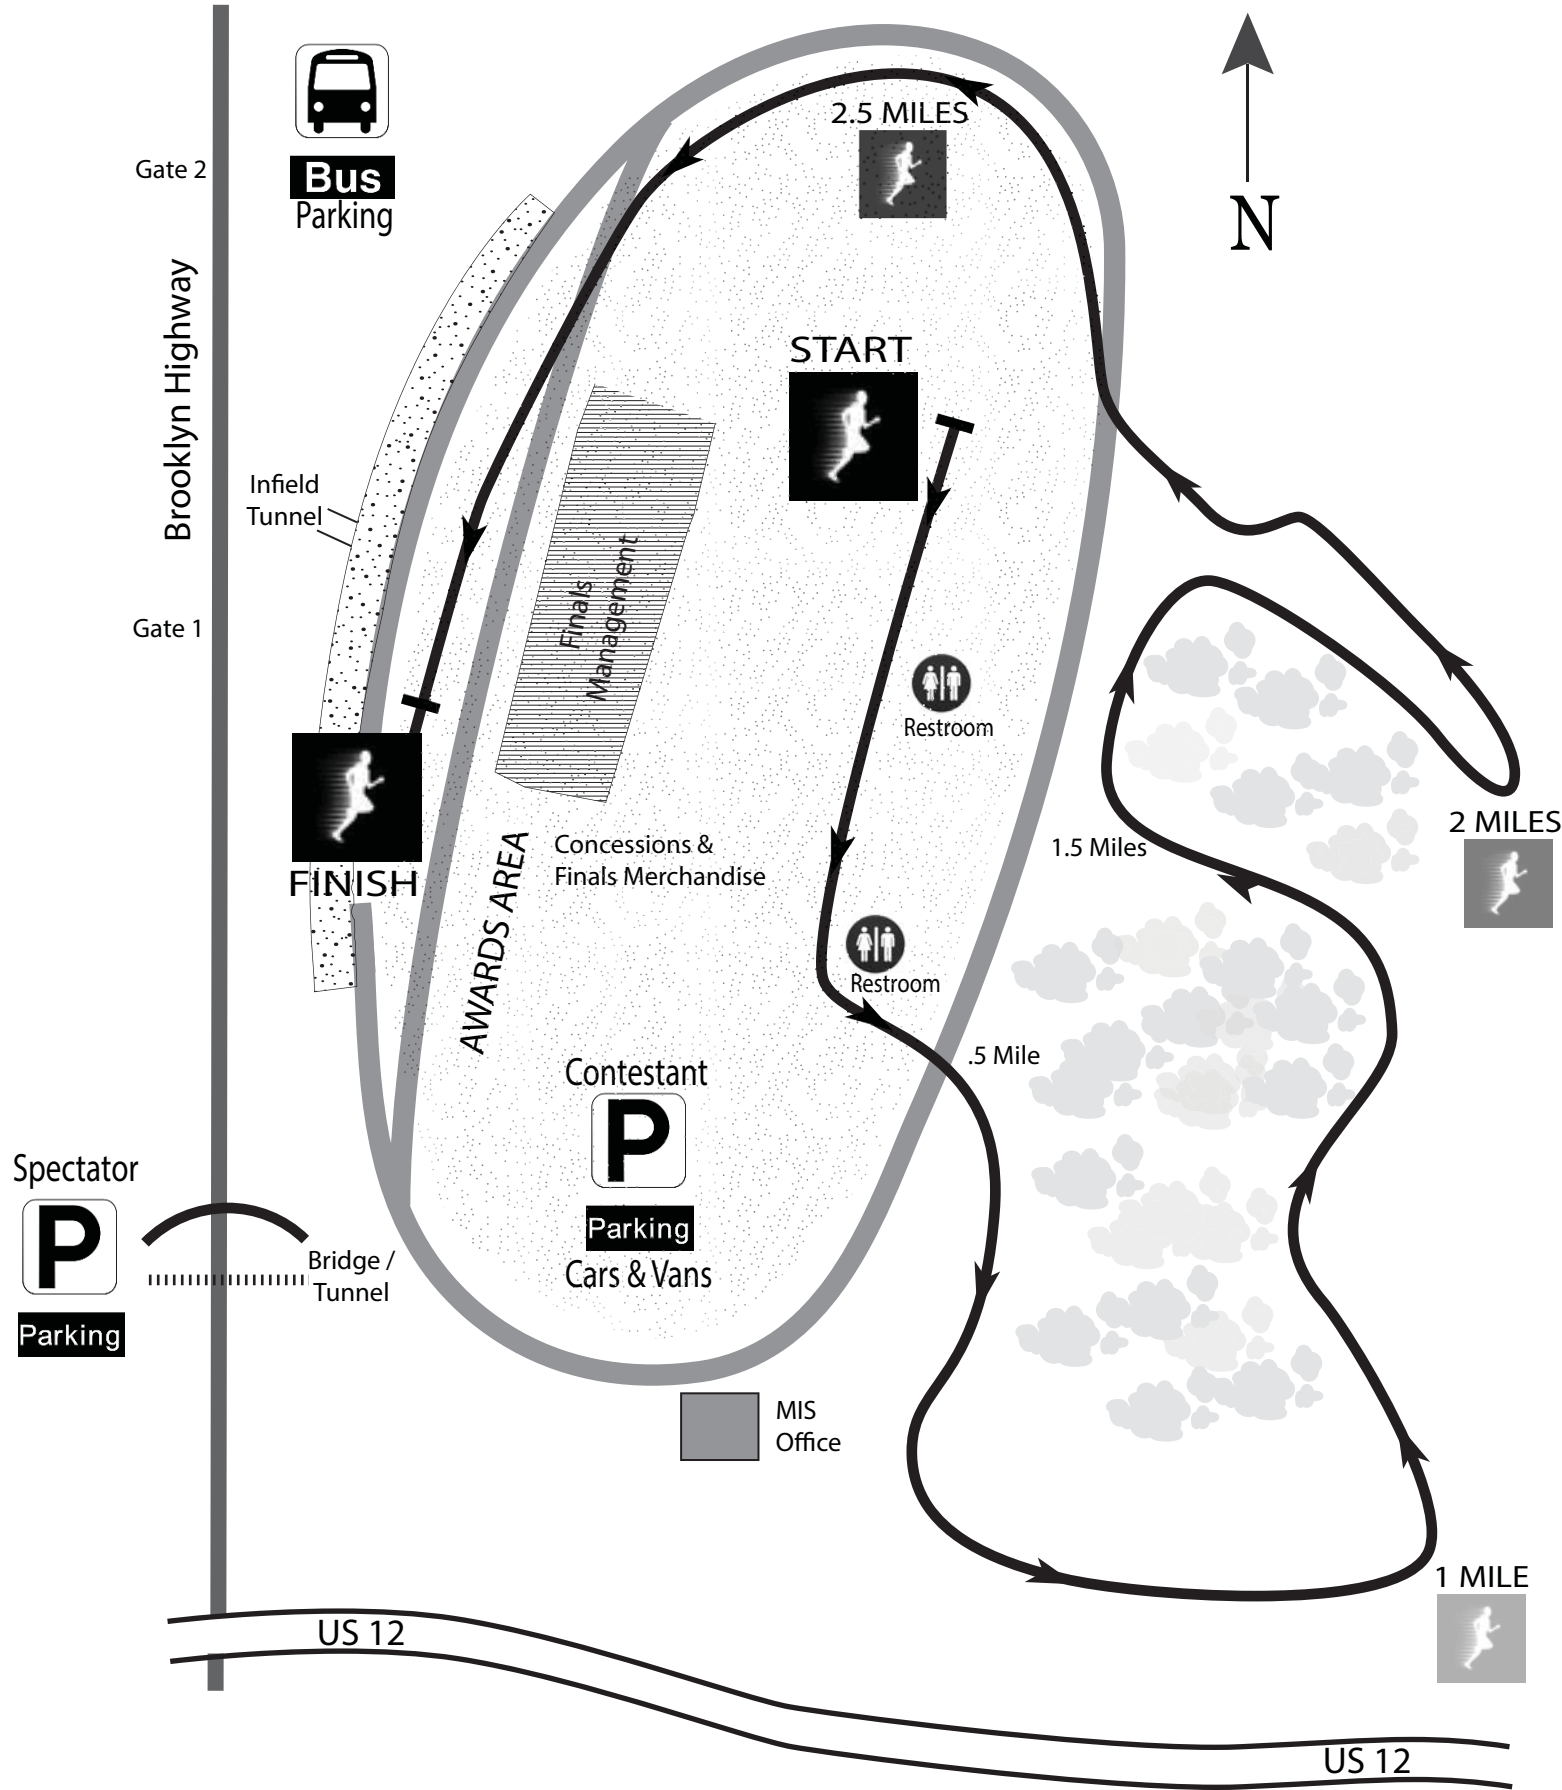 2.5 MILES
Gate 2
Bus
Parking
N
Brooklyn Highway
START
Infield
Tunnel
Finals
Management
Gate 1
Restroom
2 MILES
1.5 Miles
Concessions &
Finals Merchandise
FINISH
AWARDS AREA
Restroom
.5 Mile
Contestant
P
Parking
Cars & Vans
Spectator
P
Parking
Bridge /
Tunnel
MIS
Office
1 MILE
US 12
US 12